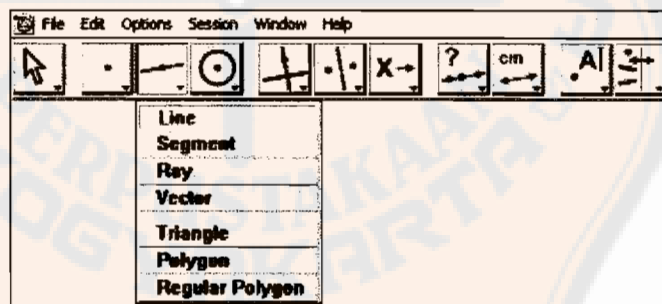 File Edit Options Session Window Help
X
?
cm
A
Line
Segment
Ray
Vector
Triangle
Polygon
Regular Polygon